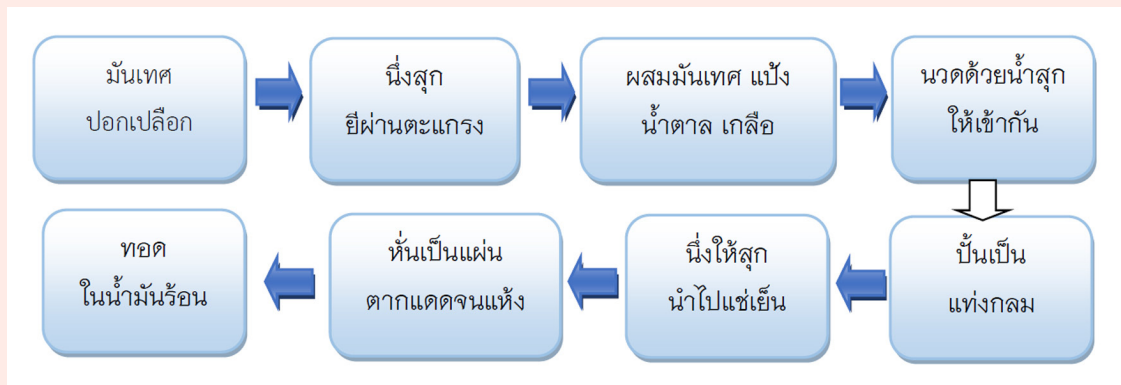 มันเทศ
ปอกเปลือก
นึ่งสุก
ยีผ่านตะแกรง
ผสมมันเทศ แป้ง
น้ำตาล เกลือ
นวดด้วยน้ำสุก
ให้เข้ากัน
ปั้นเป็น
แท่งกลม
นึ่งให้สุก
นำไปแช่เย็น
หั่นเป็นแผ่น
ตากแดดจนแห้ง
ทอด
ในน้ำมันร้อน